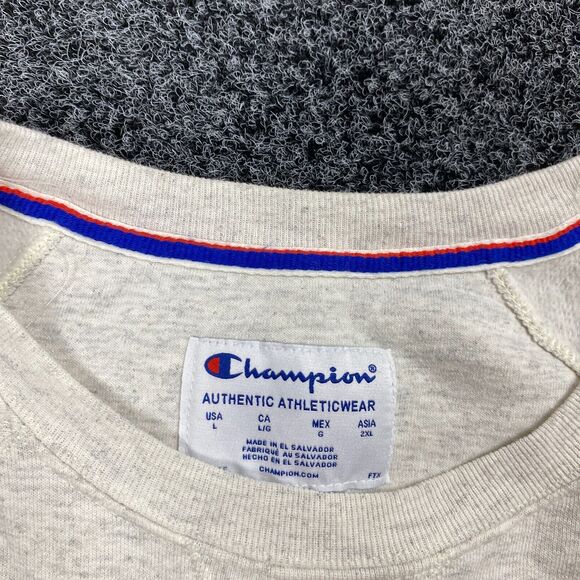 Champion
AUTHENTIC ATHLETICWEAR
USA CA MEX ASIA
L L/G G 2XL
MADE IN EL SALVADOR
FABRIQUÉ AU SALVADOR
HECHO EN EL SALVADOR
CHAMPION.COM